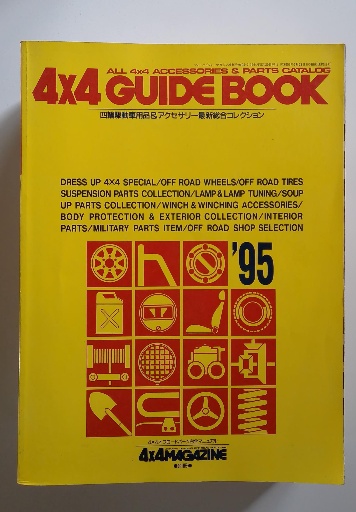 ALL 4x4 ACCESSORIES & PARTS CATALOG
4x4 GUIDE BOOK
四輪駆動車用品&アクセサリー最新総合コレクション
DRESS UP 4X4 SPECIAL/OFF ROAD WHEELS/OFF ROAD TIRES
SUSPENSION PARTS COLLECTION/LAMP & LAMP TUNING/SOUP
UP PARTS COLLECTION/WINCH & WINCHING ACCESSORIES/
BODY PROTECTION & EXTERIOR COLLECTION/INTERIOR
PARTS/MILITARY PARTS ITEM/OFF ROAD SHOP SELECTION
'95
4x4MAGAZINE